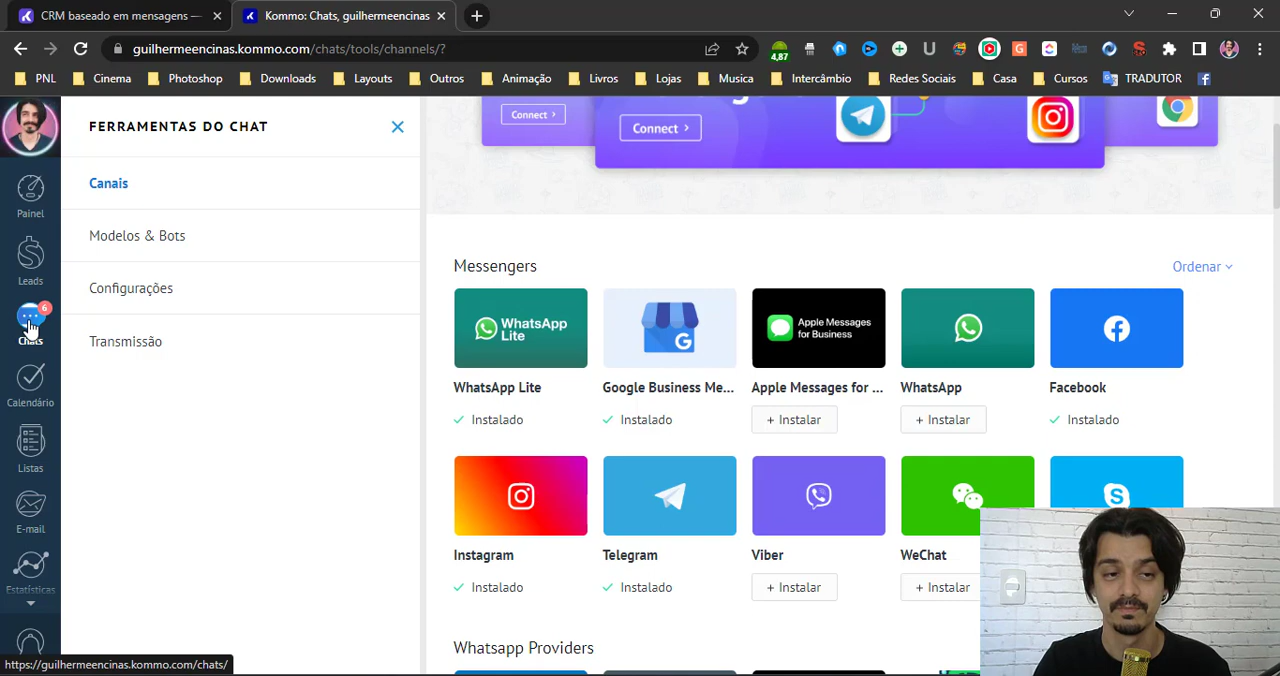 CRM baseado em mensagens —
Kommo: Chats, guilhermeencinas
guilhermeencinas.kommo.com/chats/tools/channels/?
4,87
PNL Cinema Photoshop Downloads Layouts Outros Animação Livros Lojas Musica Intercâmbio Redes Sociais Casa Cursos TRADUTOR
FERRAMENTAS DO CHAT
Canais
Modelos & Bots
Configurações
Transmissão
Painel
Leads
6
Chats
Calendário
Listas
E-mail
Estatísticas
https://guilhermeencinas.kommo.com/chats/
Connect >
Connect >
Messengers
Ordenar
WhatsApp Lite
Apple Messages for Business
WhatsApp Lite Google Business Me... Apple Messages for ... WhatsApp Facebook
Instalado Instalado + Instalar + Instalar Instalado
Instagram Telegram Viber WeChat
Instalado Instalado + Instalar + Instalar
Whatsapp Providers